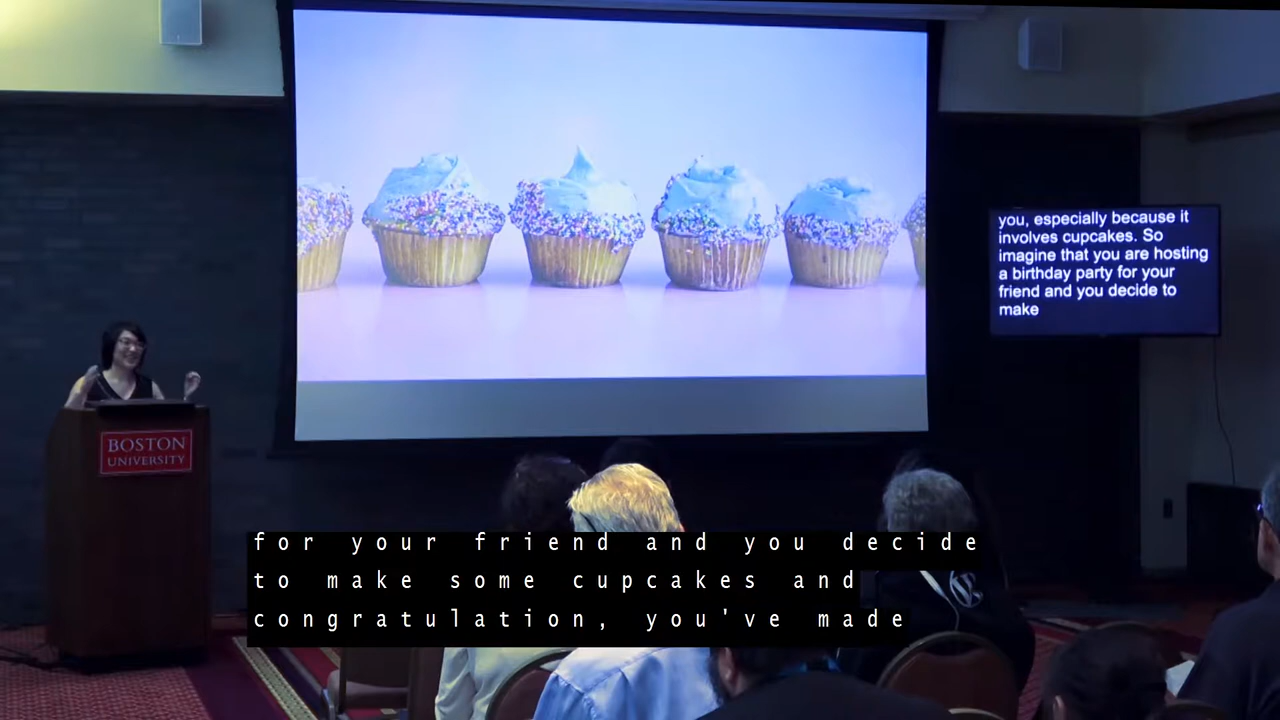 you, especially because it
involves cupcakes. So
imagine that you are hosting
a birthday party for your
friend and you decide to
make
BOSTON
UNIVERSITY
for your friend and you decide
to make some cupcakes and
congratulation, you've made